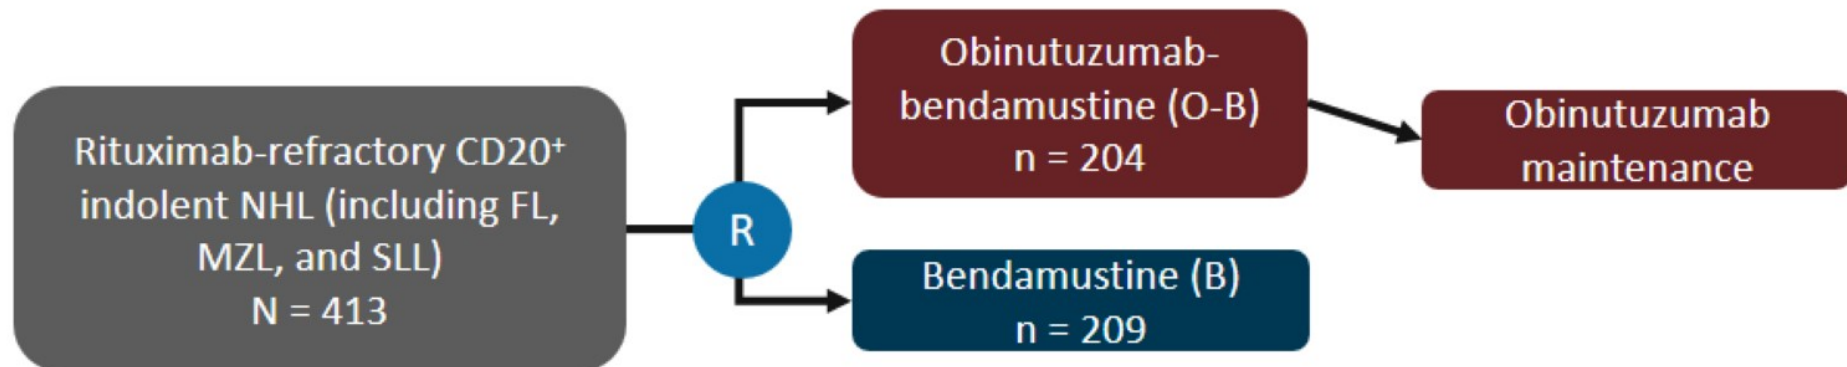 Rituximab-refractory CD20⁺
indolent NHL (including FL,
MZL, and SLL)
N = 413
R
Obinutuzumab-
bendamustine (O-B)
n = 204
Bendamustine (B)
n = 209
Obinutuzumab
maintenance